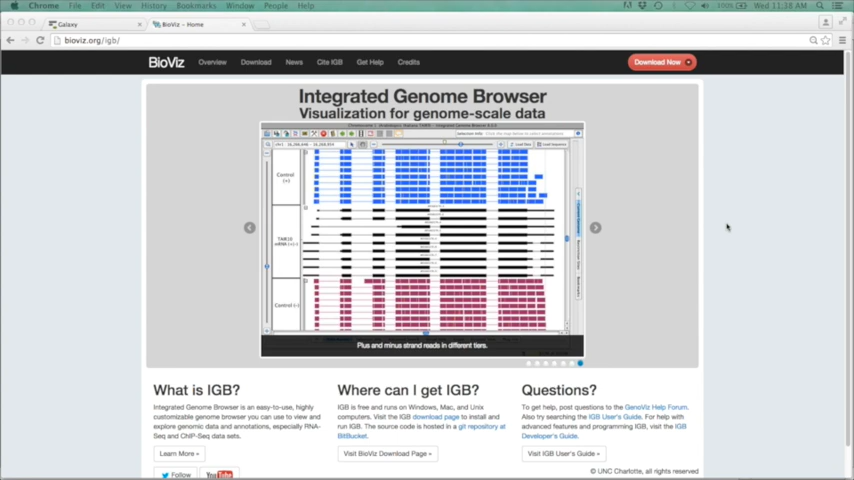 Chrome File Edit View History Bookmarks Window People Help
100% Wed 11:38 AM
Galaxy
BioViz - Home
bioviz.org/igb/
BioViz Overview Download News Cite IGB Get Help Credits Download Now
Integrated Genome Browser
Visualization for genome-scale data
Load Data Load Sequence
Control
(+)
TAIR10
mRNA (+/-)
Control (-)
Plus and minus strand reads in different tiers.
What is IGB?
Integrated Genome Browser is an easy-to-use, highly
customizable genome browser you can use to view and
explore genomic data and annotations, especially RNA-
Seq and ChIP-Seq data sets.
Learn More »
Follow
YouTube
Where can I get IGB?
IGB is free and runs on Windows, Mac, and Unix
computers. Visit the IGB download page to install and
run IGB. The source code is hosted in a git repository at
BitBucket.
Visit BioViz Download Page »
Questions?
To get help, post questions to the GenoViz Help Forum.
Also try searching the IGB User's Guide. For help with
advanced features and programming IGB, visit the IGB
Developer's Guide.
Visit IGB User's Guide »
© UNC Charlotte, all rights reserved